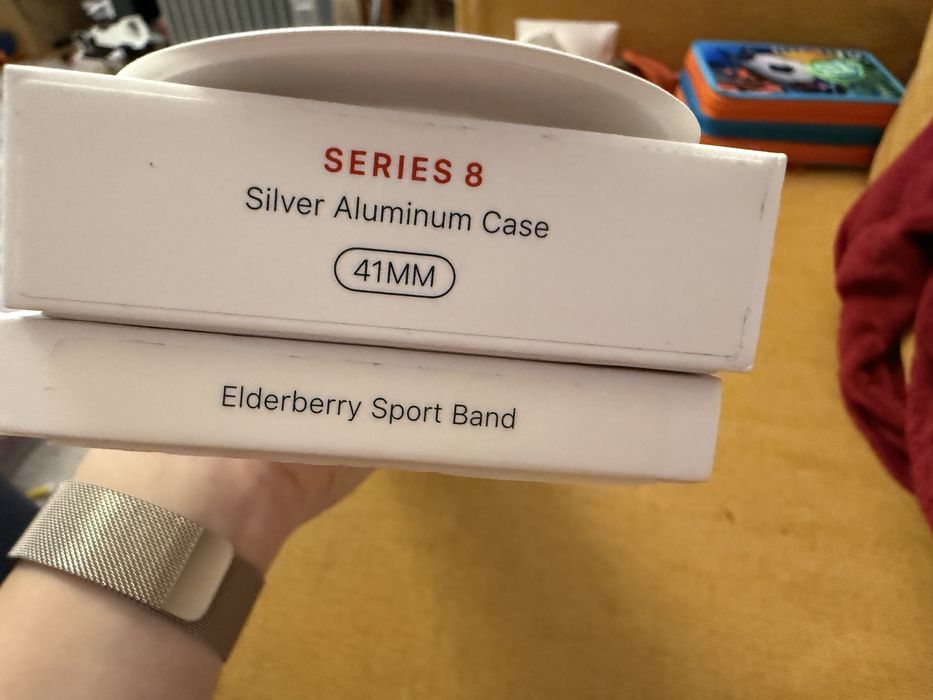 SERIES 8
Silver Aluminum Case
41MM
Elderberry Sport Band